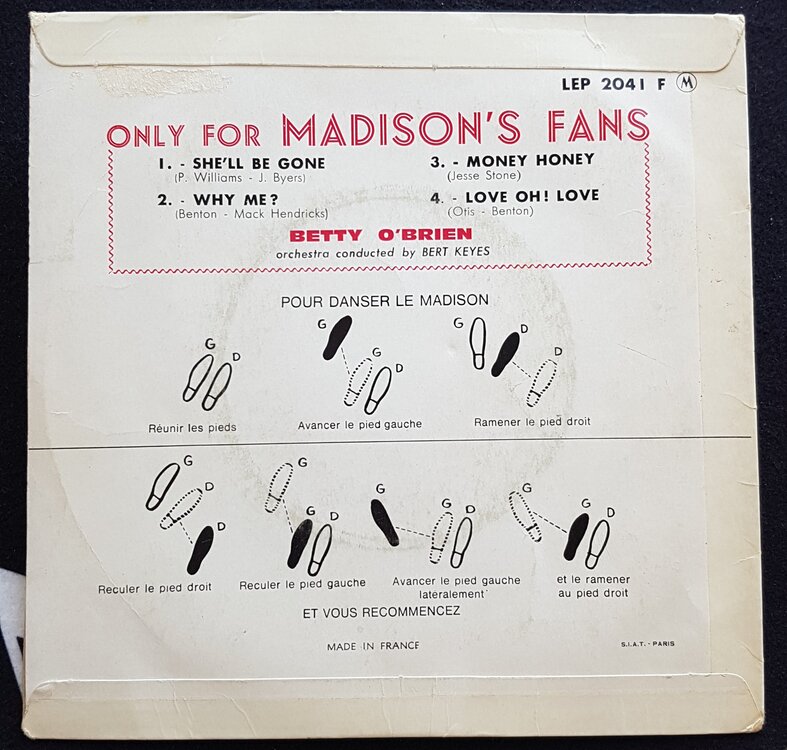 LEP 2041 F M
ONLY FOR MADISON'S FANS
1. - SHE'LL BE GONE
(P. Williams - J. Byers)
2. - WHY ME?
(Benton - Mack Hendricks)
3. - MONEY HONEY
(Jesse Stone)
4. - LOVE OH! LOVE
(Otis - Benton)
BETTY O'BRIEN
orchestra conducted by BERT KEYES
POUR DANSER LE MADISON
G D
Réunir les pieds
G G D
Avancer le pied gauche
G D D
Ramener le pied droit
G D D
Reculer le pied droit
G G D
Reculer le pied gauche
G G D
Avancer le pied gauche
latéralement
G G D
et le ramener
au pied droit
ET VOUS RECOMMENCEZ
MADE IN FRANCE
S.I.A.T. - PARIS